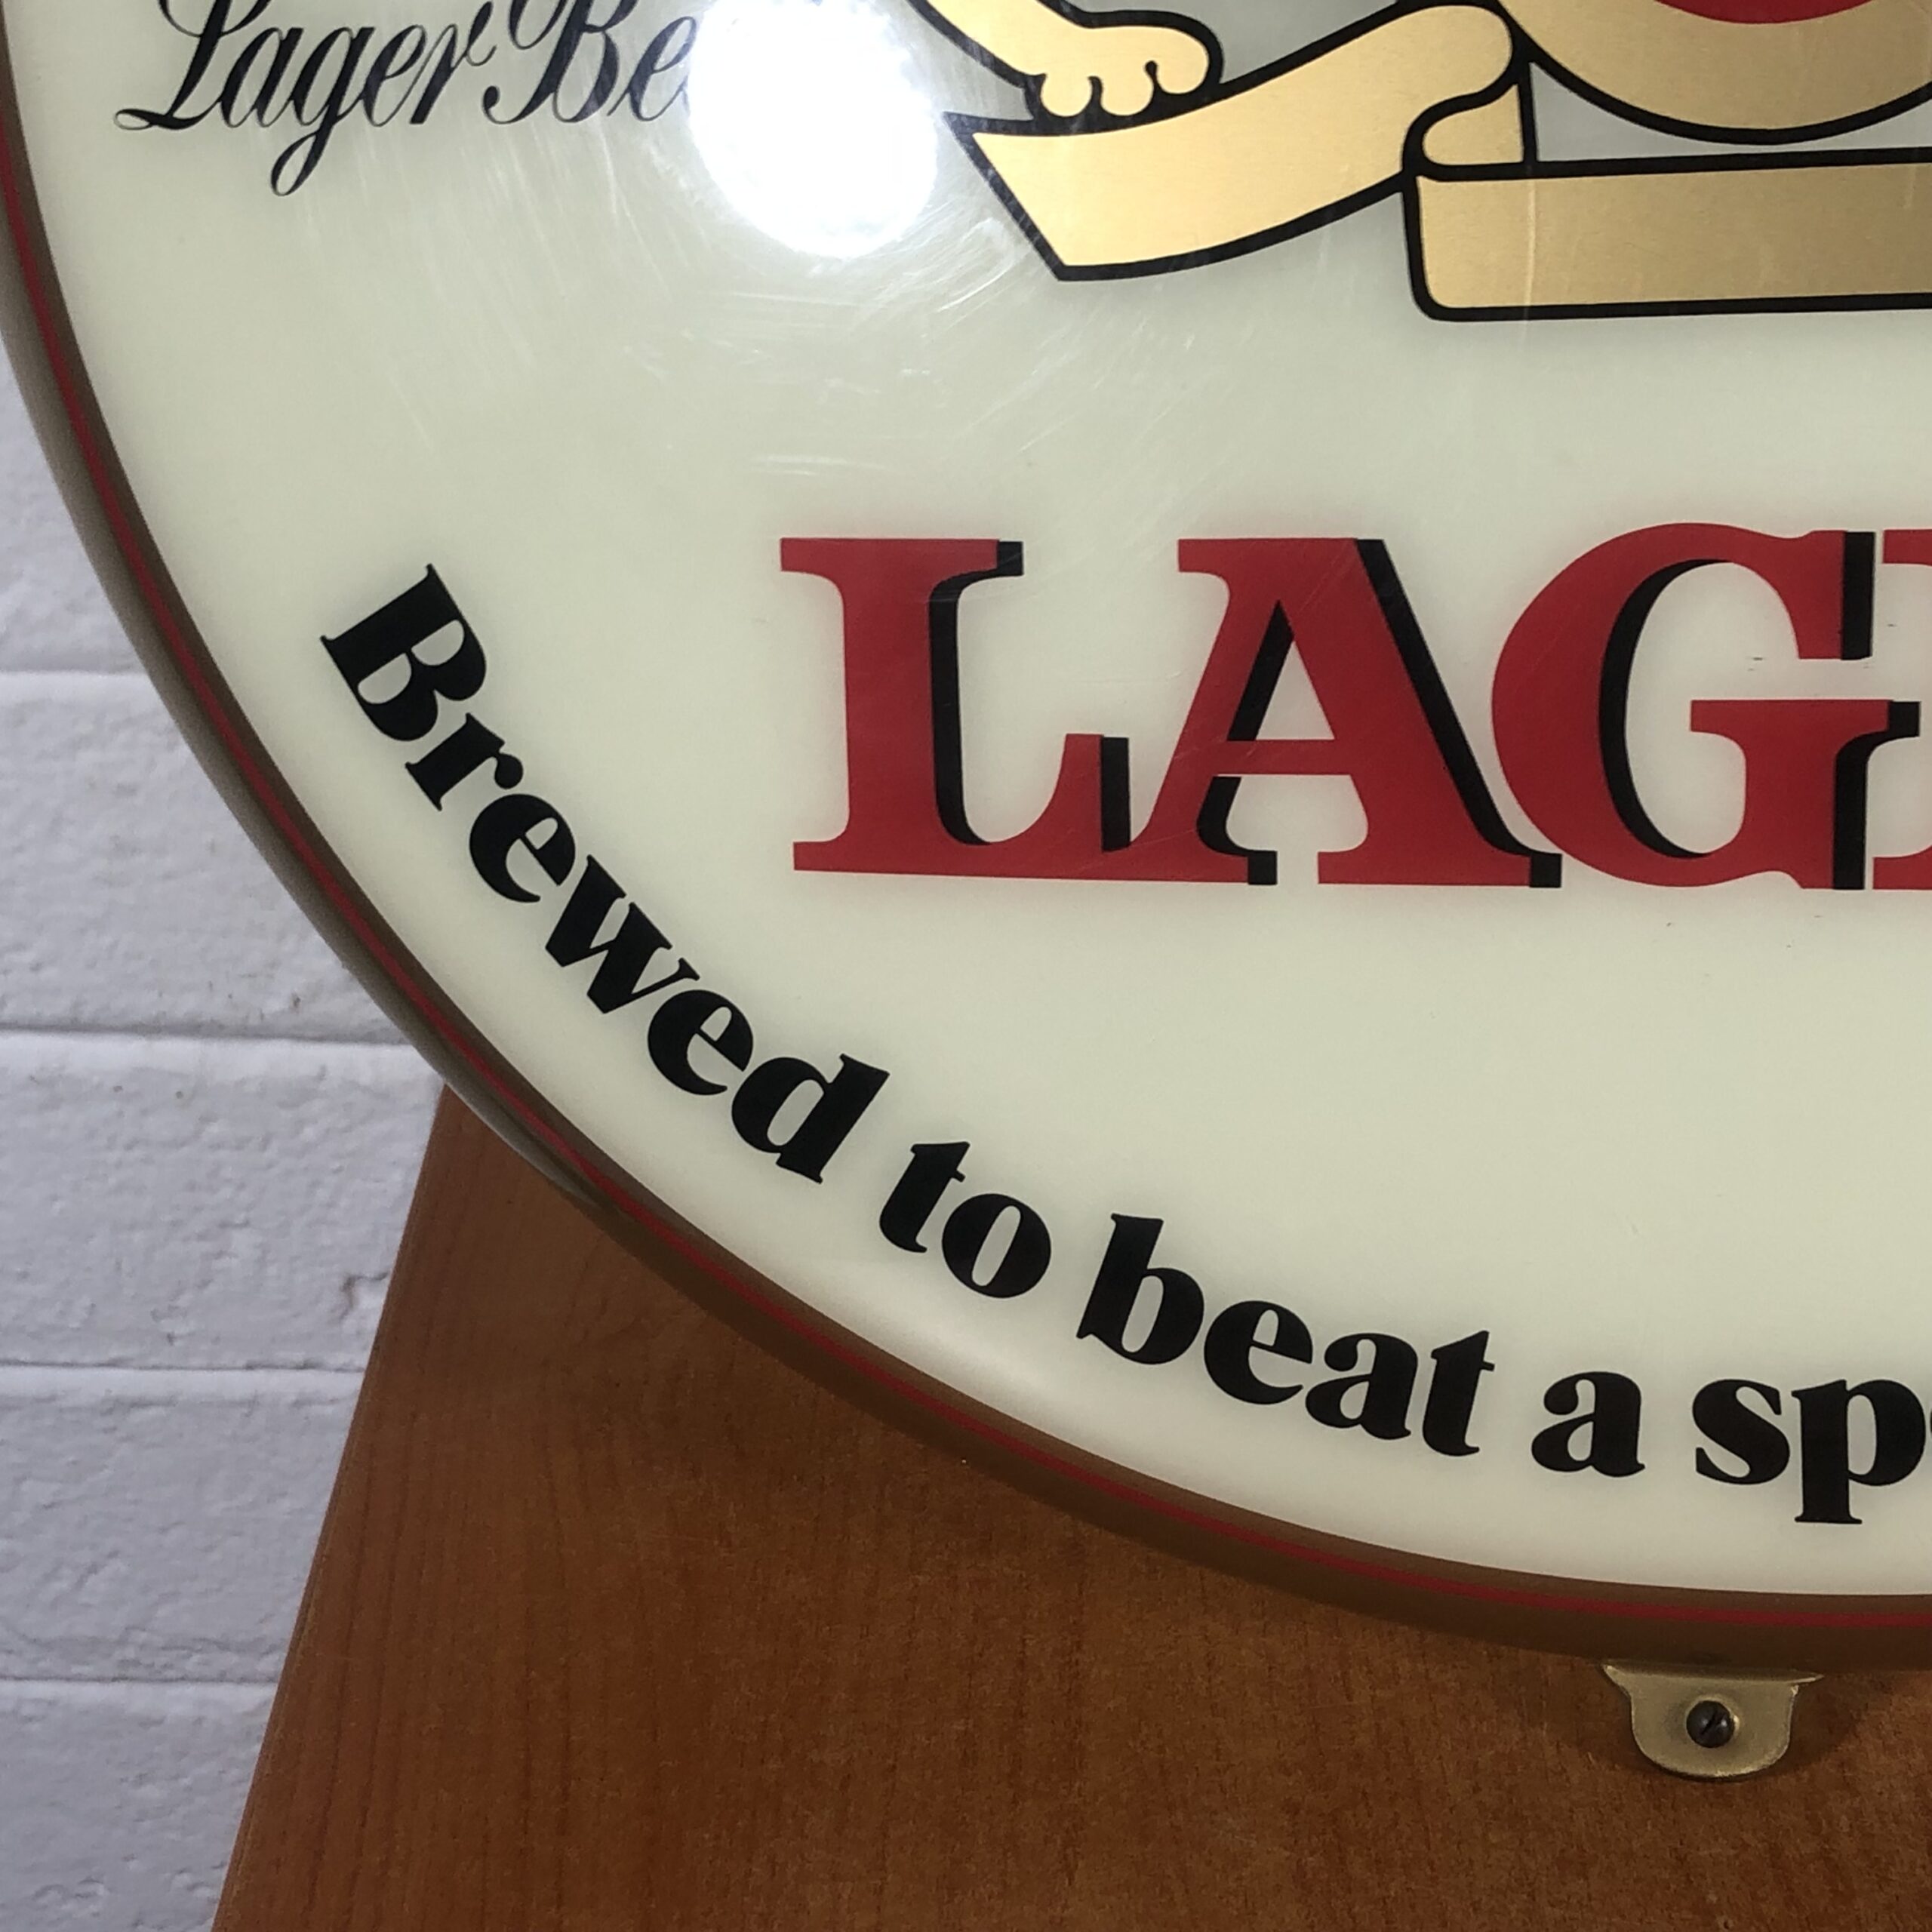 Lager Be
LAG
Brewed to beat a sp